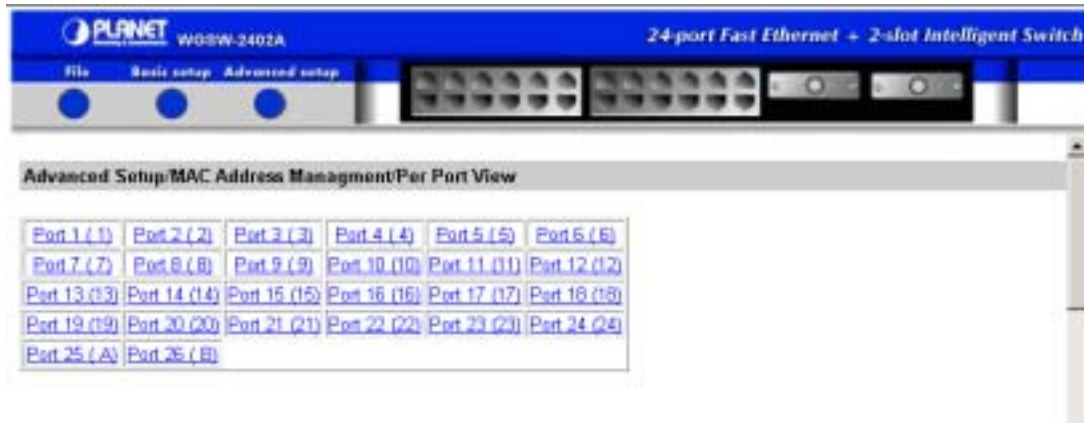 PLANET WGSW-2402A
24-port Fast Ethernet + 2-slot Intelligent Switch
File Basic setup Advanced setup
Advanced Setup/MAC Address Managment/Per Port View
Port 1 ( 1) Port 2 ( 2) Port 3 ( 3) Port 4 ( 4) Port 5 ( 5) Port 6 ( 6)
Port 7 ( 7) Port 8 ( 8) Port 9 ( 9) Port 10 (10) Port 11 (11) Port 12 (12)
Port 13 (13) Port 14 (14) Port 15 (15) Port 16 (16) Port 17 (17) Port 18 (18)
Port 19 (19) Port 20 (20) Port 21 (21) Port 22 (22) Port 23 (23) Port 24 (24)
Port 25 ( A) Port 26 ( B)